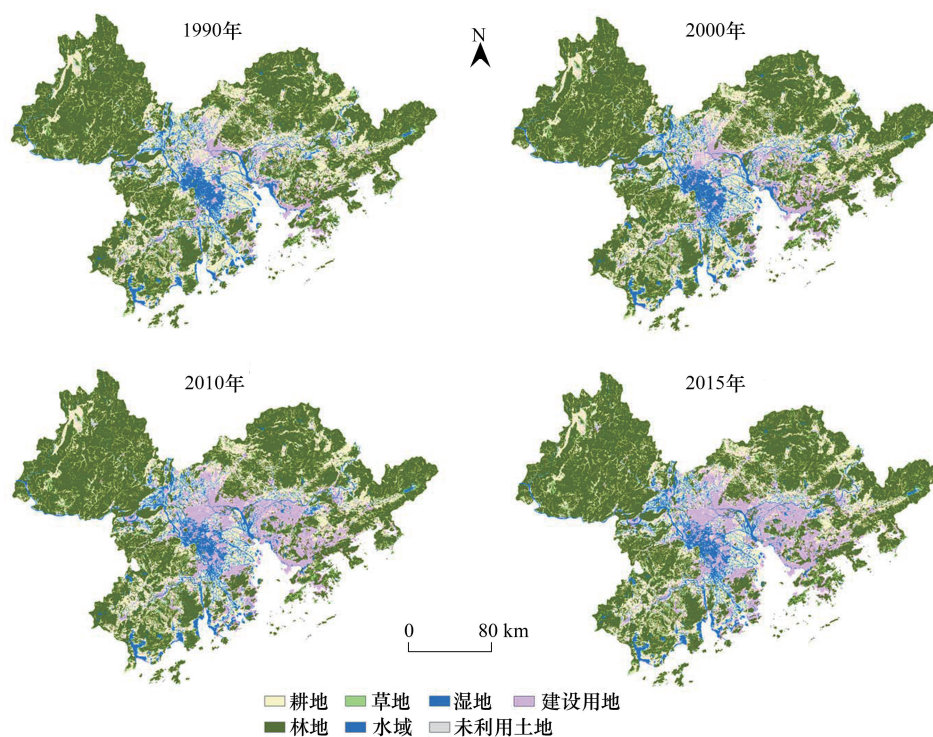 1990年
N
2000年
2010年
2015年
0 80 km
耕地 草地 湿地 建设用地
林地 水域 未利用土地